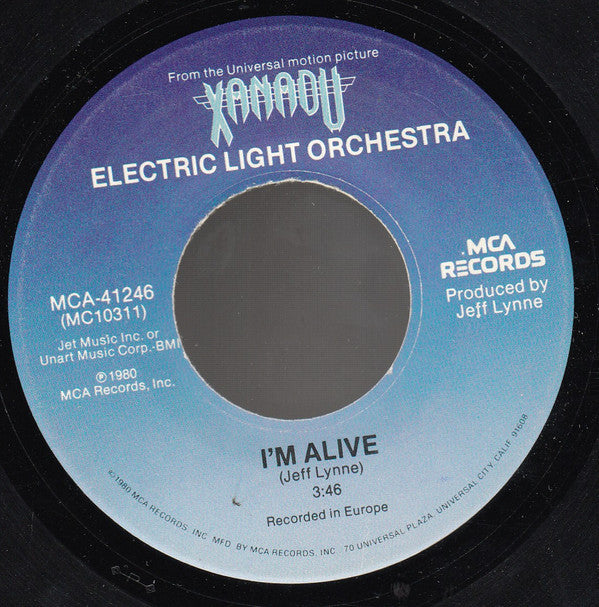 From the Universal motion picture
XANADU
ELECTRIC LIGHT ORCHESTRA
MCA-41246
(MC10311)
Jet Music Inc. or
Unart Music Corp.-BMI
℗ 1980
MCA Records, Inc.
MCA
RECORDS
Produced by
Jeff Lynne
I'M ALIVE
(Jeff Lynne)
3:46
Recorded in Europe
©1980 MCA RECORDS, INC. MFD. BY MCA RECORDS, INC., 70 UNIVERSAL PLAZA, UNIVERSAL CITY, CALIF. 91608